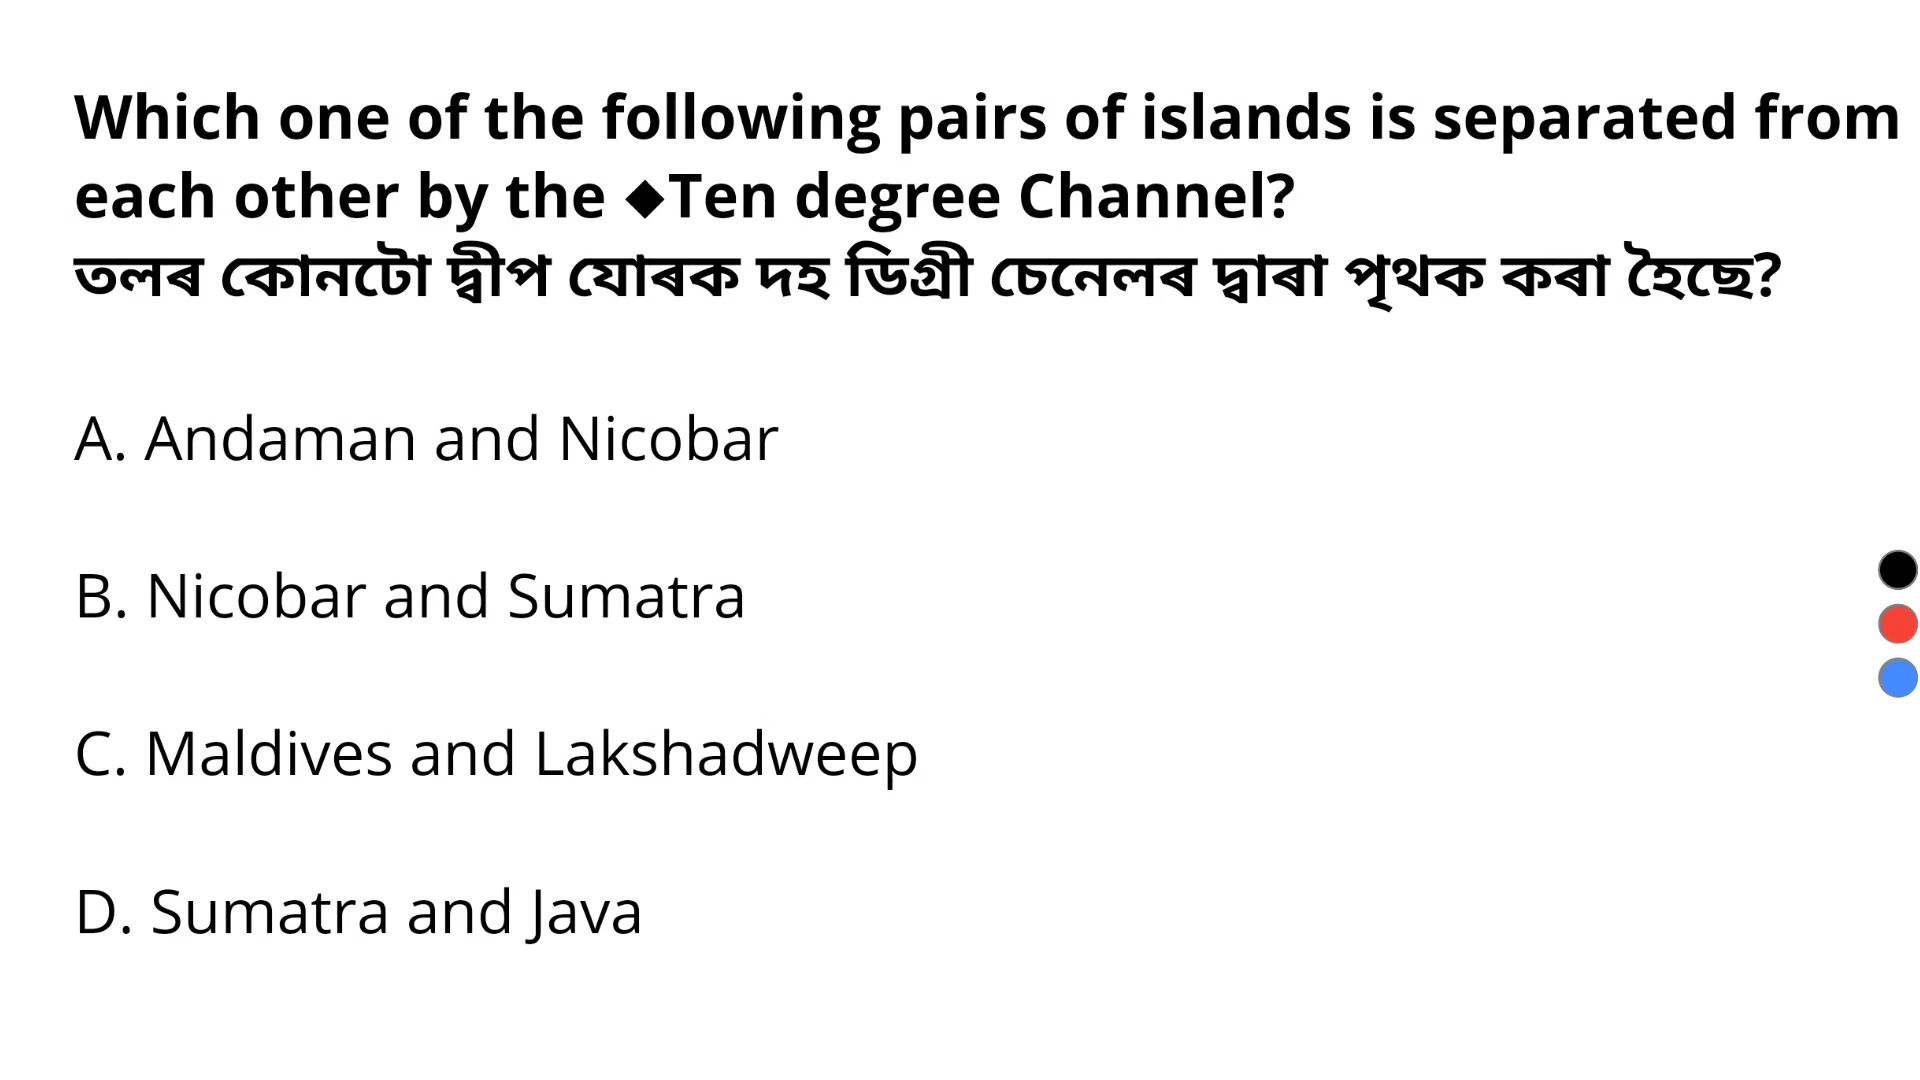 Which one of the following pairs of islands is separated from
each other by the ◆Ten degree Channel?
তলৰ কোনটো দ্বীপ যোৰক দহ ডিগ্ৰী চেনেলৰ দ্বাৰা পৃথক কৰা হৈছে?
A. Andaman and Nicobar
B. Nicobar and Sumatra
C. Maldives and Lakshadweep
D. Sumatra and Java